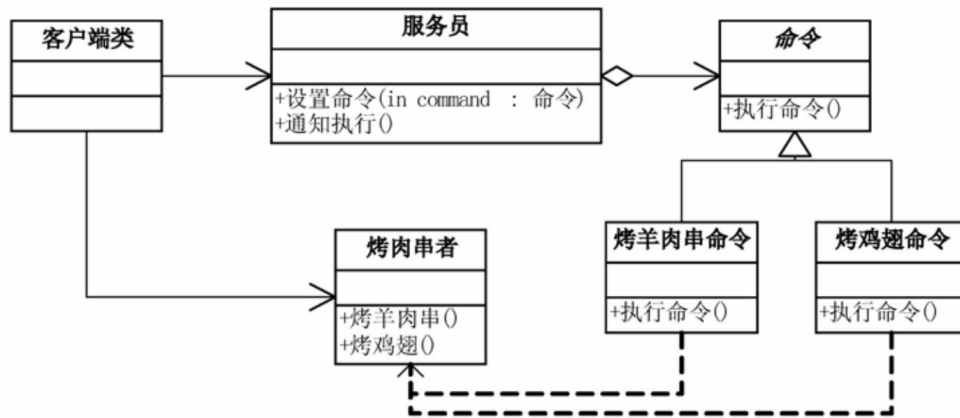 客户端类
服务员
+设置命令(in command : 命令)
+通知执行()
命令
+执行命令()
烤肉串者
+烤羊肉串()
+烤鸡翅()
烤羊肉串命令
+执行命令()
烤鸡翅命令
+执行命令()